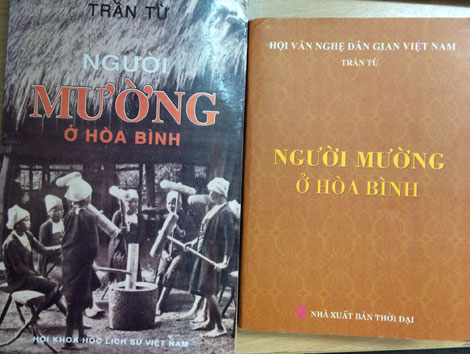 TRẦN TỪ
NGƯỜI
MƯỜNG
Ở HÒA BÌNH
HỘI KHOA HỌC LỊCH SỬ VIỆT NAM
HỘI VĂN NGHỆ DÂN GIAN VIỆT NAM
TRẦN TỪ
NGƯỜI MƯỜNG
Ở HÒA BÌNH
NHÀ XUẤT BẢN THỜI ĐẠI